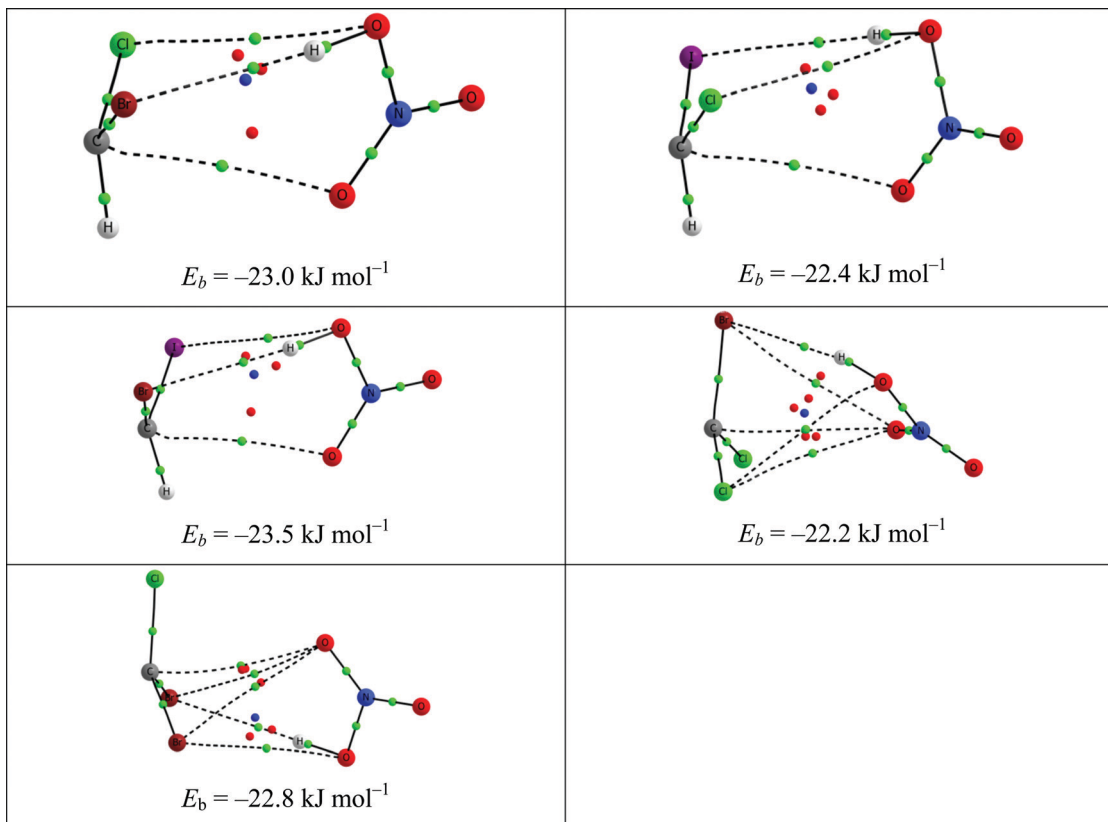 Cl
O
H
Br
O
N
C
O
H
E_b = –23.0 kJ mol⁻¹
O
H
I
Cl
N
O
C
O
H
E_b = –22.4 kJ mol⁻¹
O
I
H
O
Br
N
C
O
H
E_b = –23.5 kJ mol⁻¹
Br
H
O
C
O
N
Cl
O
Cl
E_b = –22.2 kJ mol⁻¹
Cl
O
C
Br
N
O
Br
H
O
E_b = –22.8 kJ mol⁻¹